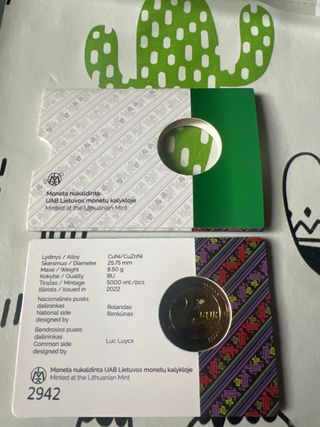 Moneta nukaldinta
UAB Lietuvos monetų kalykloje
Minted at the Lithuanian Mint
Lydinys / Alloy CuNi/CuZnNi
Skersmuo / Diameter 25.75 mm
Masė / Weight 8.50 g
Kokybė / Quality BU
Tiražas / Mintage 5000 vnt./pcs
Išleista / Issued in 2022
Nacionalinės pusės
dailininkas Rolandas
National side Rimkūnas
designed by
Bendrosios pusės
dailininkas
Common side Luc Luycx
designed by
Moneta nukaldinta UAB Lietuvos monetų kalykloje
Minted at the Lithuanian Mint
2942
2 EURO